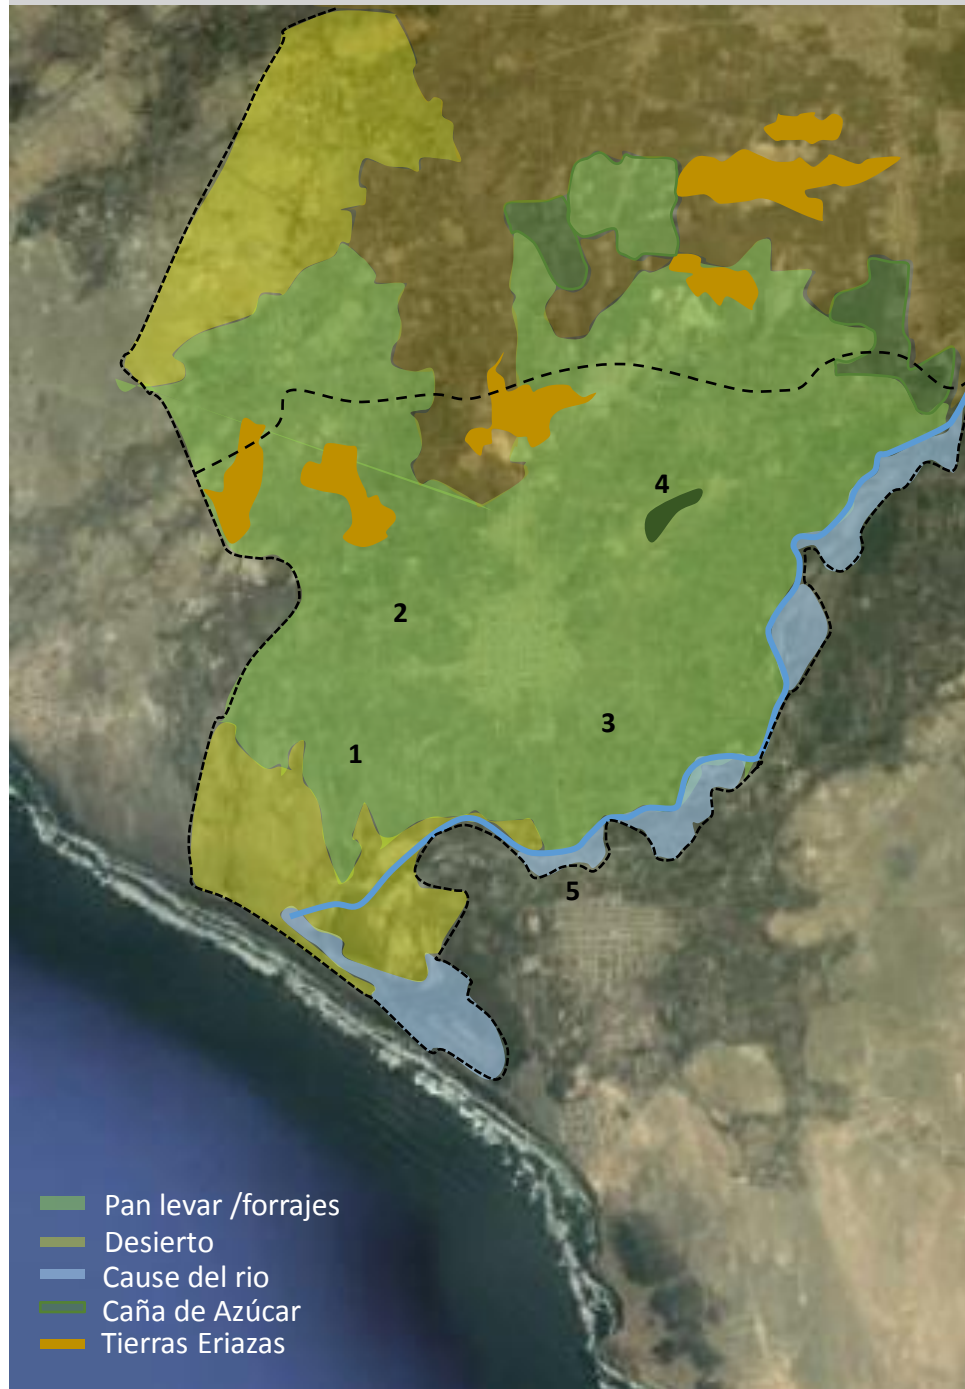 4
2
3
1
5
Pan levar /forrajes
Desierto
Cause del rio
Caña de Azúcar
Tierras Eriazas